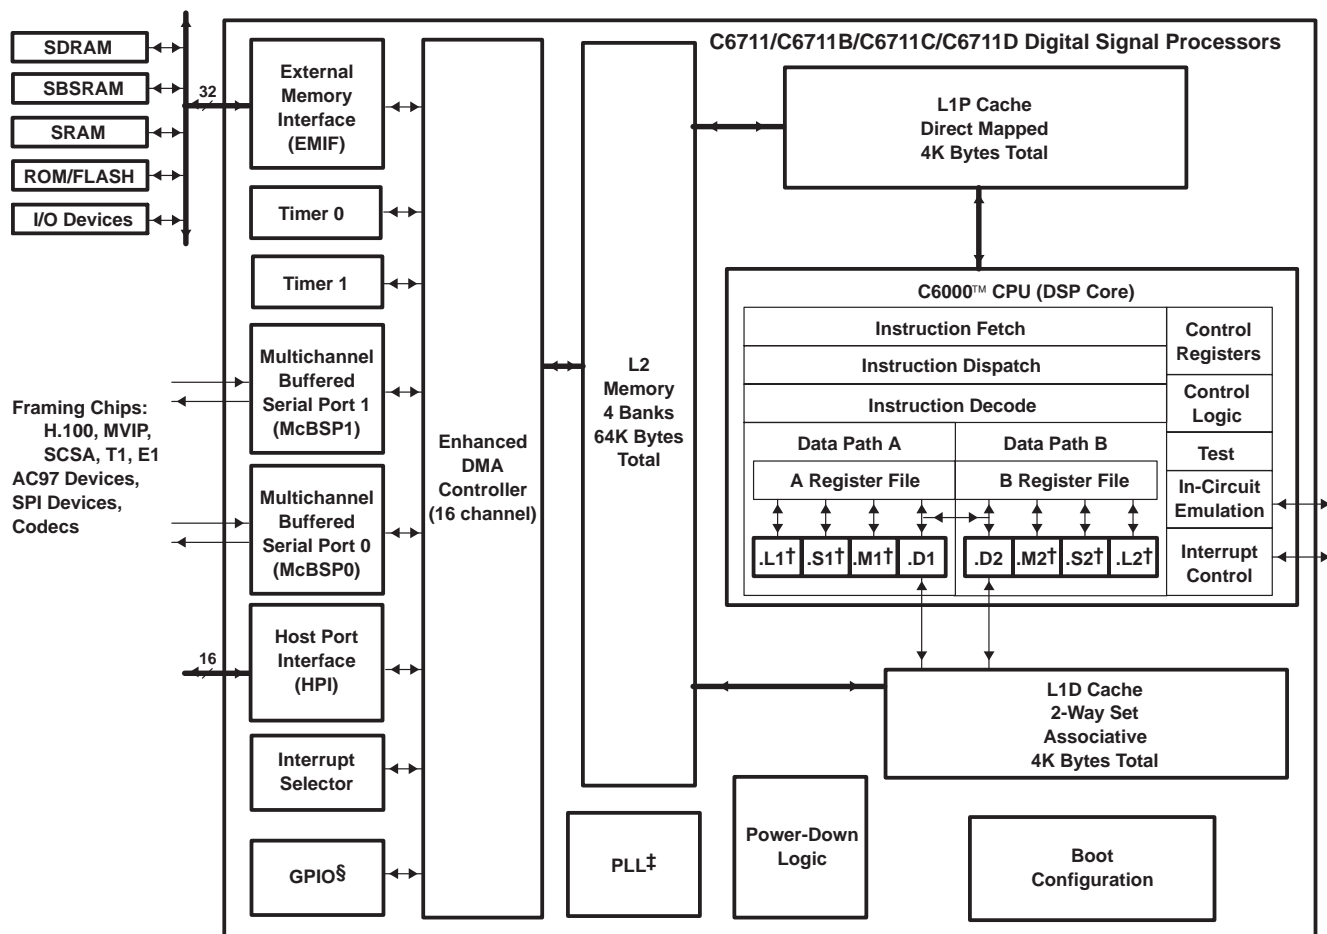 C6711/C6711B/C6711C/C6711D Digital Signal Processors
SDRAM
SBSRAM
SRAM
ROM/FLASH
I/O Devices
32
External
Memory
Interface
(EMIF)
Timer 0
Timer 1
Framing Chips:
H.100, MVIP,
SCSA, T1, E1
AC97 Devices,
SPI Devices,
Codecs
Multichannel
Buffered
Serial Port 1
(McBSP1)
Multichannel
Buffered
Serial Port 0
(McBSP0)
16
Host Port
Interface
(HPI)
Interrupt
Selector
GPIO§
Enhanced
DMA
Controller
(16 channel)
L2
Memory
4 Banks
64K Bytes
Total
L1P Cache
Direct Mapped
4K Bytes Total
C6000™ CPU (DSP Core)
Instruction Fetch
Instruction Dispatch
Instruction Decode
Data Path A
Data Path B
A Register File
B Register File
.L1†
.S1†
.M1†
.D1
.D2
.M2†
.S2†
.L2†
Control
Registers
Control
Logic
Test
In-Circuit
Emulation
Interrupt
Control
L1D Cache
2-Way Set
Associative
4K Bytes Total
PLL‡
Power-Down
Logic
Boot
Configuration